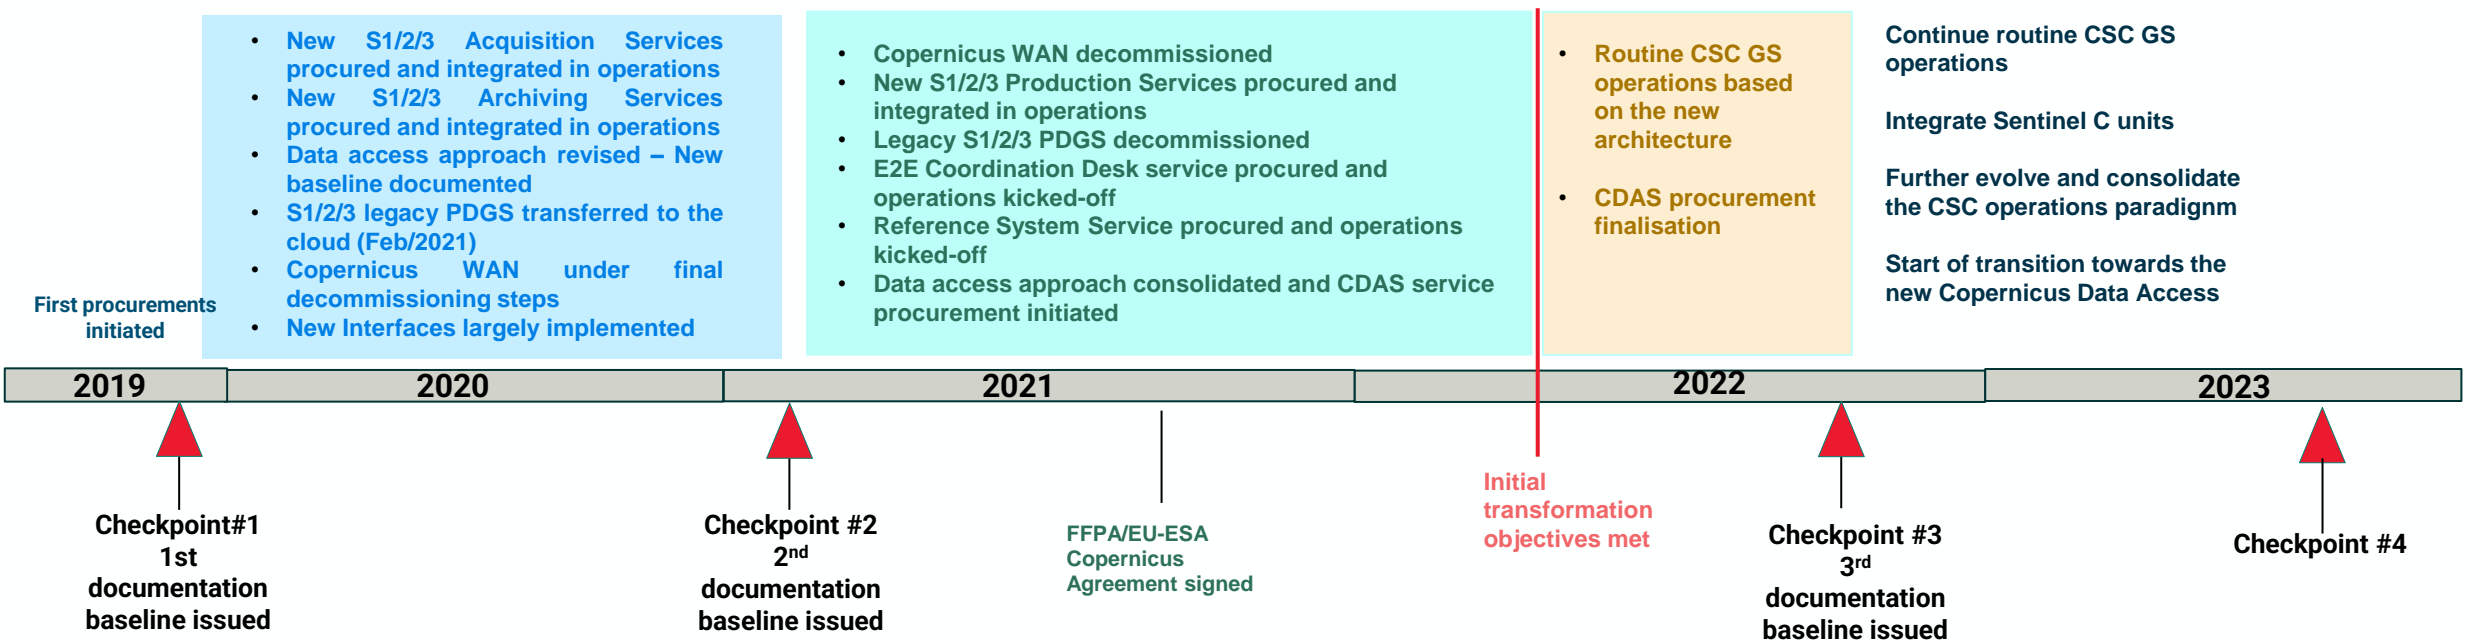 First procurements
initiated
• New S1/2/3 Acquisition Services
procured and integrated in operations
• New S1/2/3 Archiving Services
procured and integrated in operations
• Data access approach revised – New
baseline documented
• S1/2/3 legacy PDGS transferred to the
cloud (Feb/2021)
• Copernicus WAN under final
decommissioning steps
• New Interfaces largely implemented
• Copernicus WAN decommissioned
• New S1/2/3 Production Services procured and
integrated in operations
• Legacy S1/2/3 PDGS decommissioned
• E2E Coordination Desk service procured and
operations kicked-off
• Reference System Service procured and operations
kicked-off
• Data access approach consolidated and CDAS service
procurement initiated
• Routine CSC GS
operations based
on the new
architecture
• CDAS procurement
finalisation
Continue routine CSC GS
operations
Integrate Sentinel C units
Further evolve and consolidate
the CSC operations paradignm
Start of transition towards the
new Copernicus Data Access
2019
2020
2021
2022
2023
Checkpoint#1
1st
documentation
baseline issued
Checkpoint #2
2nd
documentation
baseline issued
FFPA/EU-ESA
Copernicus
Agreement signed
Initial
transformation
objectives met
Checkpoint #3
3rd
documentation
baseline issued
Checkpoint #4